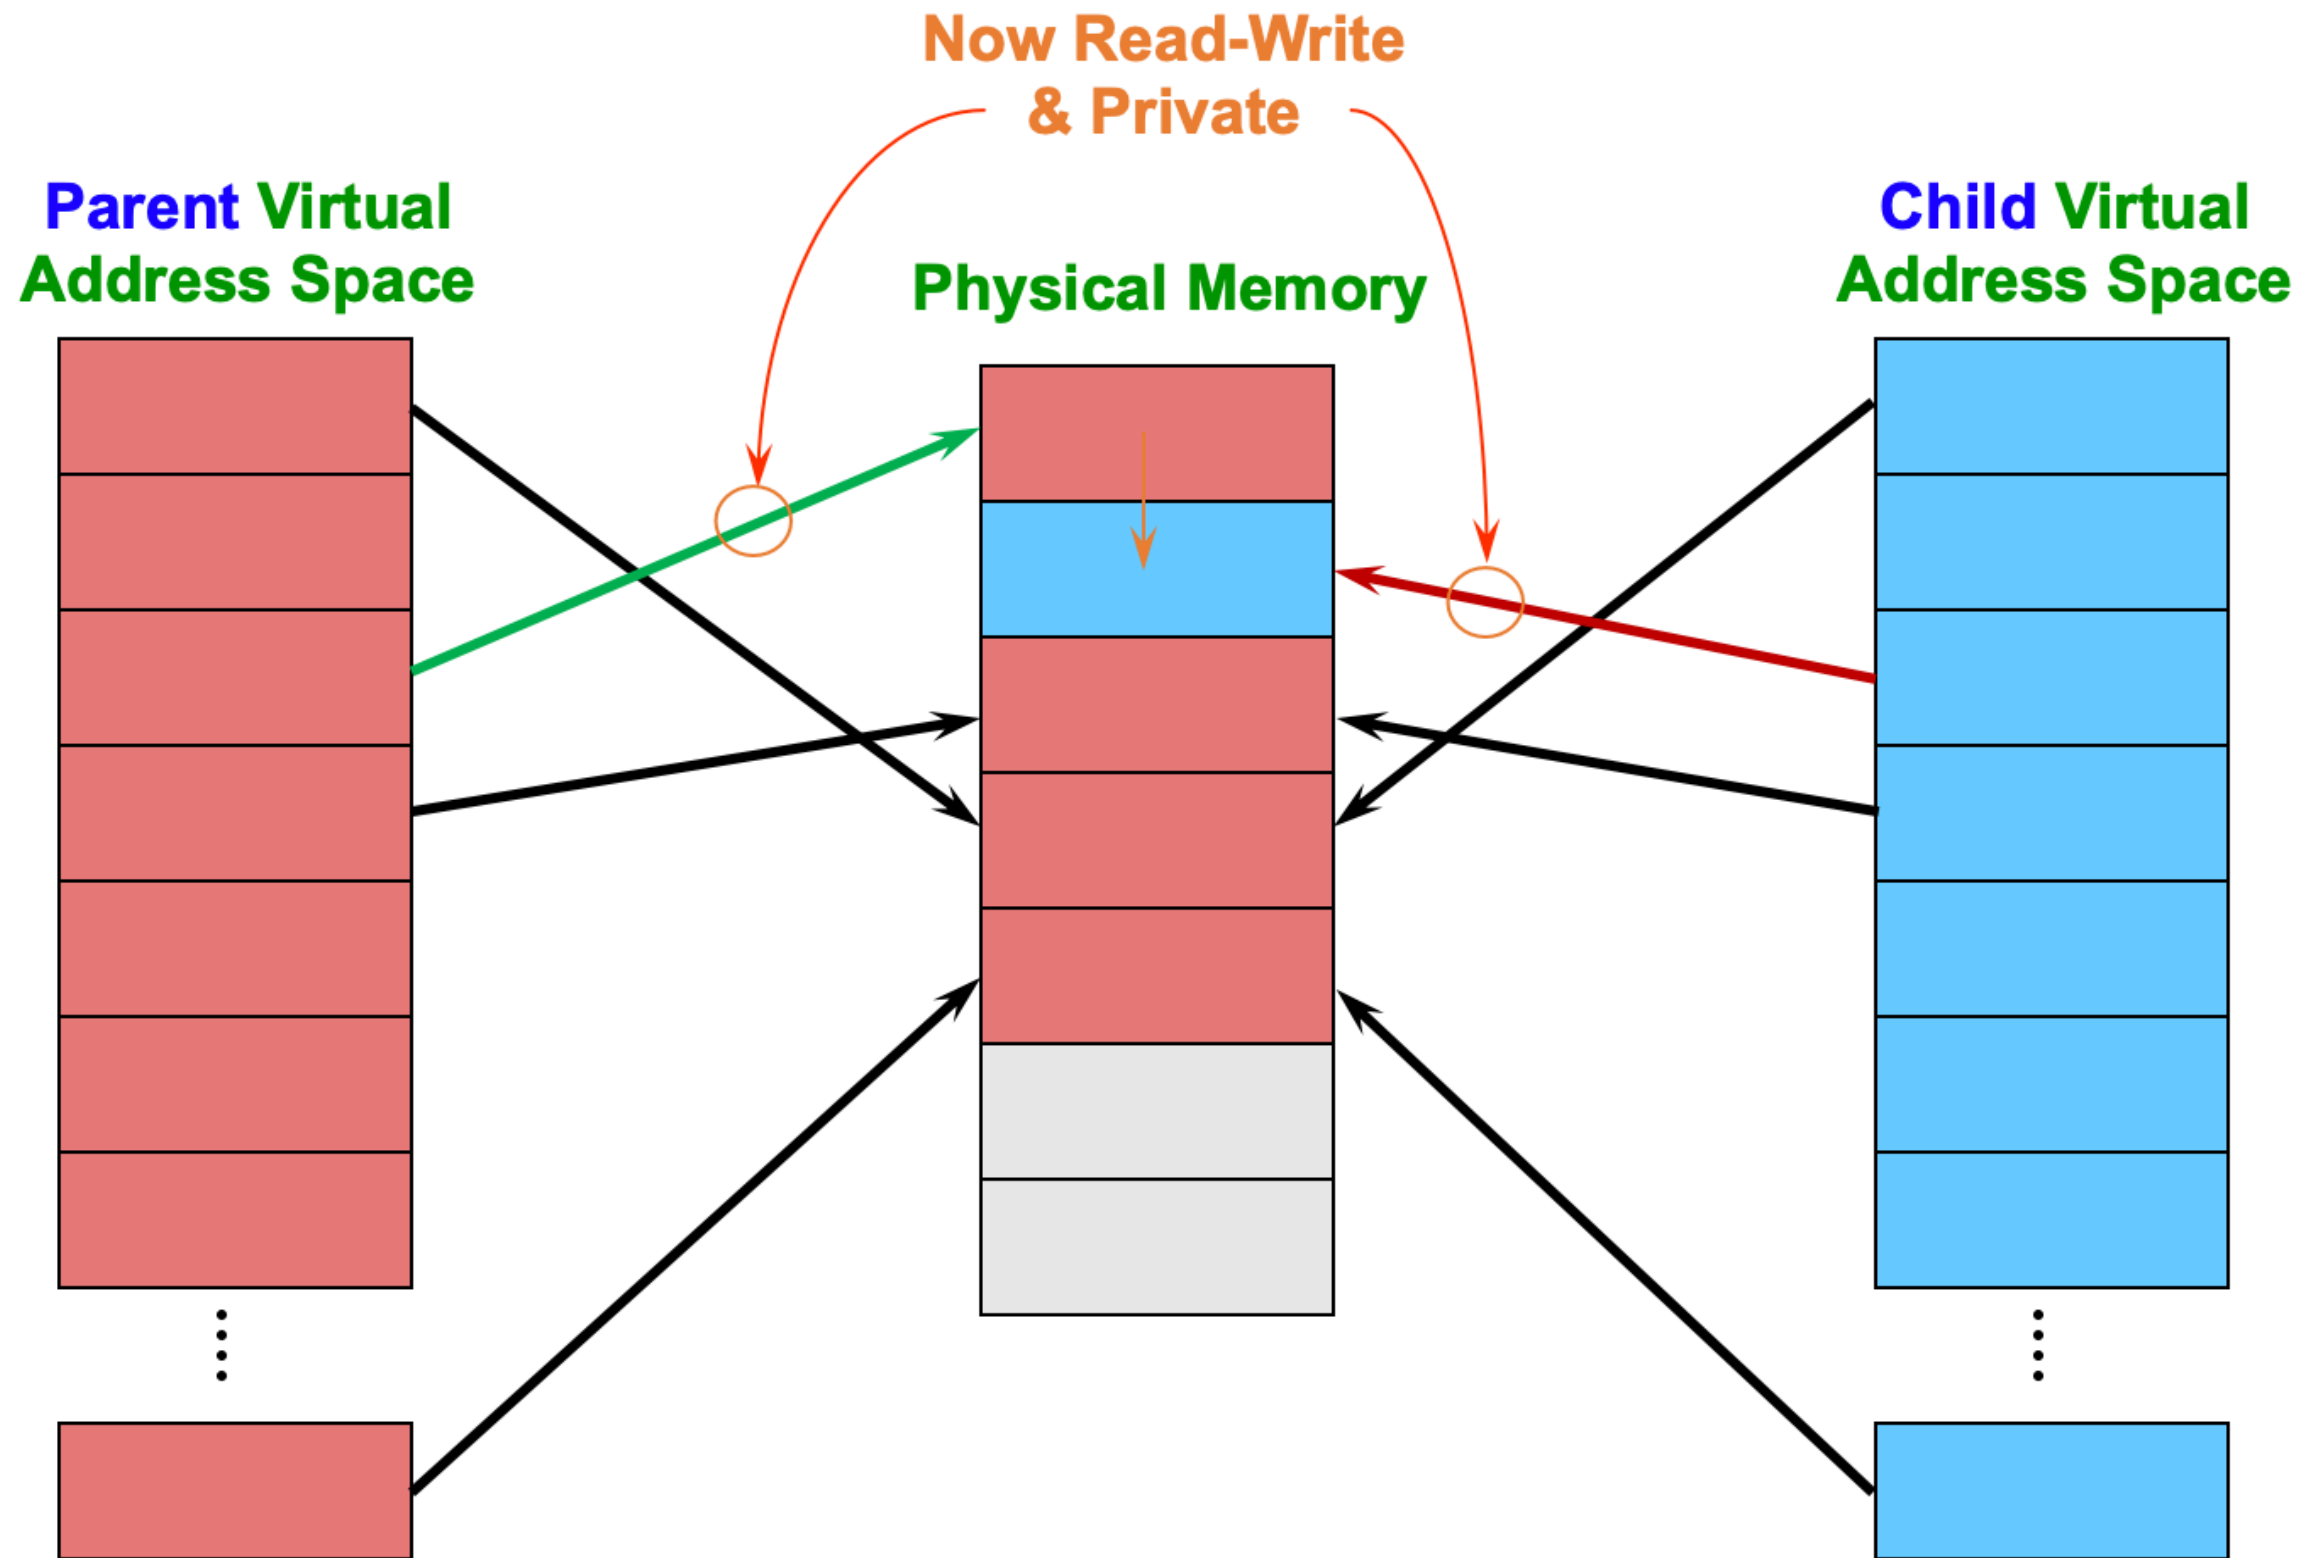 Now Read-Write
& Private
Parent Virtual
Address Space
Physical Memory
Child Virtual
Address Space